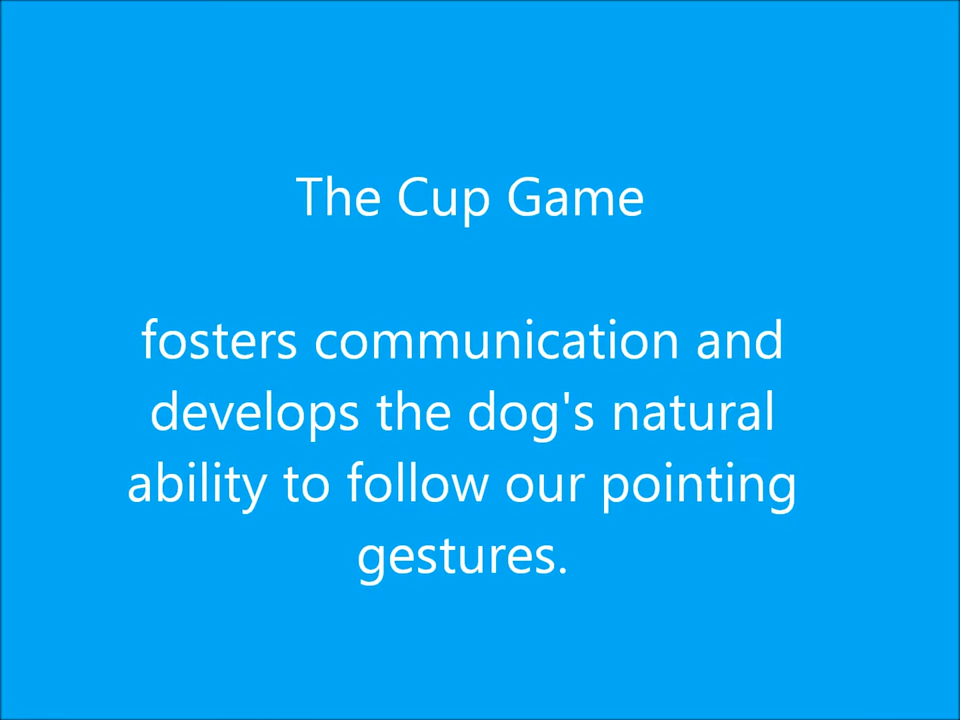 The Cup Game
fosters communication and
develops the dog's natural
ability to follow our pointing
gestures.